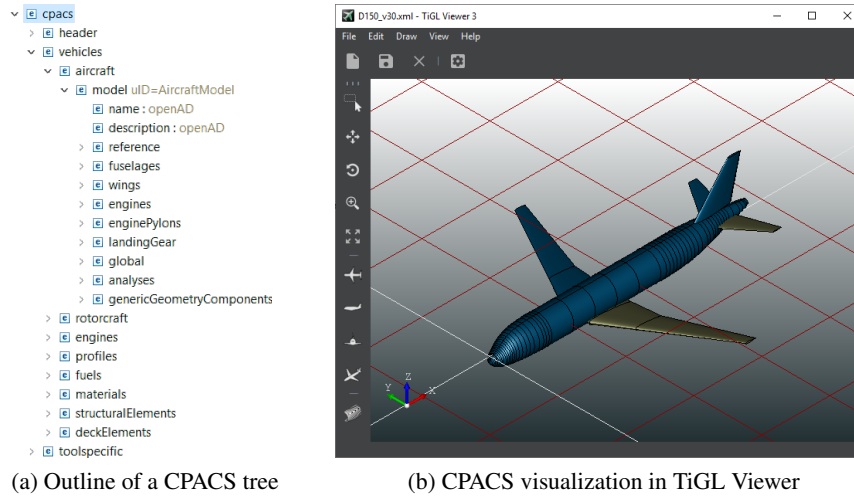 cpacs
header
vehicles
aircraft
model uID=AircraftModel
name : openAD
description : openAD
reference
fuselages
wings
engines
enginePylons
landingGear
global
analyses
genericGeometryComponents
rotorcraft
engines
profiles
fuels
materials
structuralElements
deckElements
toolspecific
(a) Outline of a CPACS tree
D150_v30.xml - TiGL Viewer 3
File Edit Draw View Help
Z
Y
X
(b) CPACS visualization in TiGL Viewer